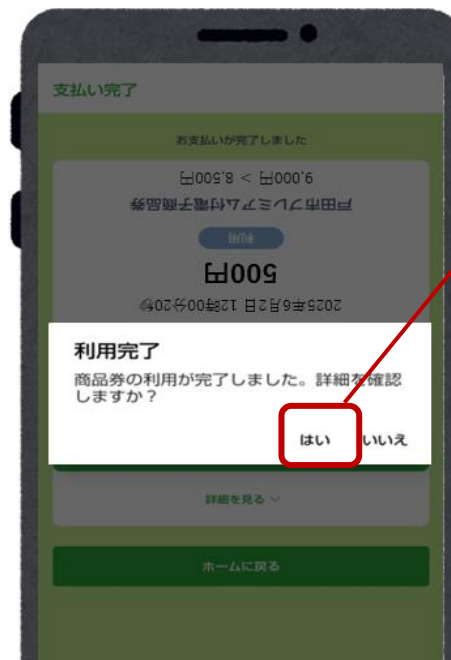 支払い完了
お支払いが完了しました
9,000円 > 8,500円
戸田市プレミアム付電子商品券
利用
500円
2025年6月2日 12時00分20秒
利用完了
商品券の利用が完了しました。詳細を確認
しますか？
はい いいえ
詳細を見る
ホームに戻る